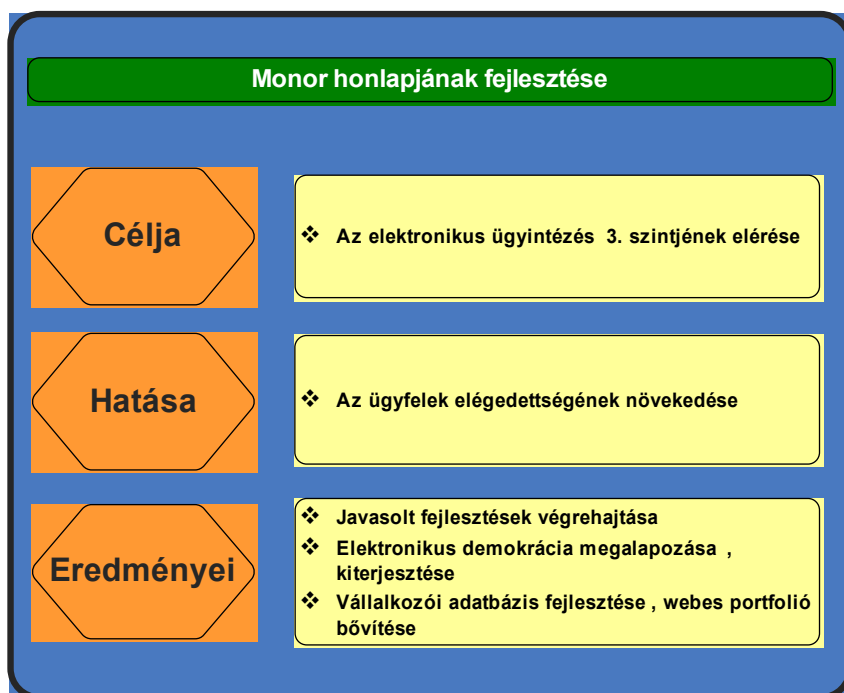 Monor honlapjának fejlesztése
Célja
❖ Az elektronikus ügyintézés 3. szintjének elérése
Hatása
❖ Az ügyfelek elégedettségének növekedése
Eredményei
❖ Javasolt fejlesztések végrehajtása
❖ Elektronikus demokrácia megalapozása ,
kiterjesztése
❖ Vállalkozói adatbázis fejlesztése , webes portfolió
bővítése